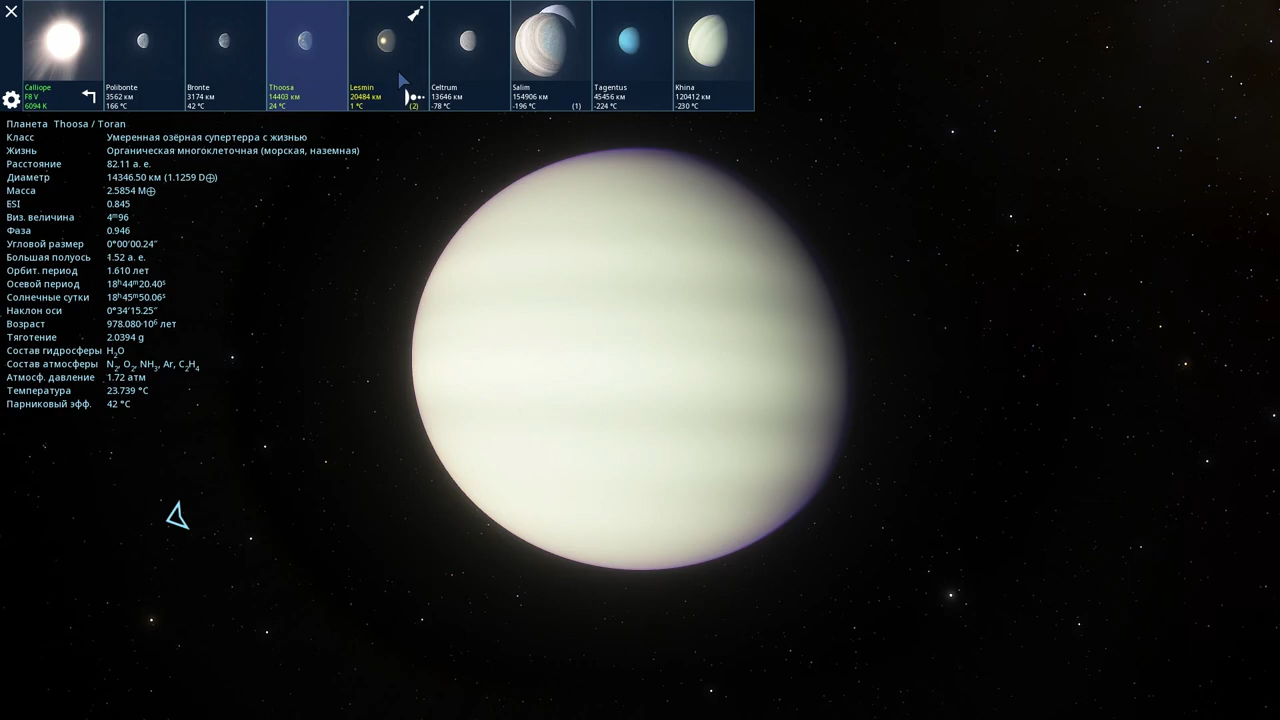 Calliope
F8 V
6094 K
Polibonte
3562 км
166 °C
Bronte
3174 км
42 °C
Thoosa
14403 км
24 °C
Lesmin
20484 км
1 °C (2)
Celtrum
13646 км
-78 °C
Salim
154906 км
-196 °C (1)
Tagentus
45456 км
-224 °C
Khina
120412 км
-230 °C
Планета Thoosa / Toran
Класс Умеренная озёрная супертерра с жизнью
Жизнь Органическая многоклеточная (морская, наземная)
Расстояние 82.11 а. е.
Диаметр 14346.50 км (1.1259 D⊕)
Масса 2.5854 M⊕
ESI 0.845
Виз. величина 4ᵐ96
Фаза 0.946
Угловой размер 0°00'00.24"
Большая полуось 1.52 а. е.
Орбит. период 1.610 лет
Осевой период 18ʰ44ᵐ20.40ˢ
Солнечные сутки 18ʰ45ᵐ50.06ˢ
Наклон оси 0°34'15.25"
Возраст 978.080·10⁶ лет
Тяготение 2.0394 g
Состав гидросферы H₂O
Состав атмосферы N₂, O₂, NH₃, Ar, C₂H₄
Атмосф. давление 1.72 атм
Температура 23.739 °C
Парниковый эфф. 42 °C